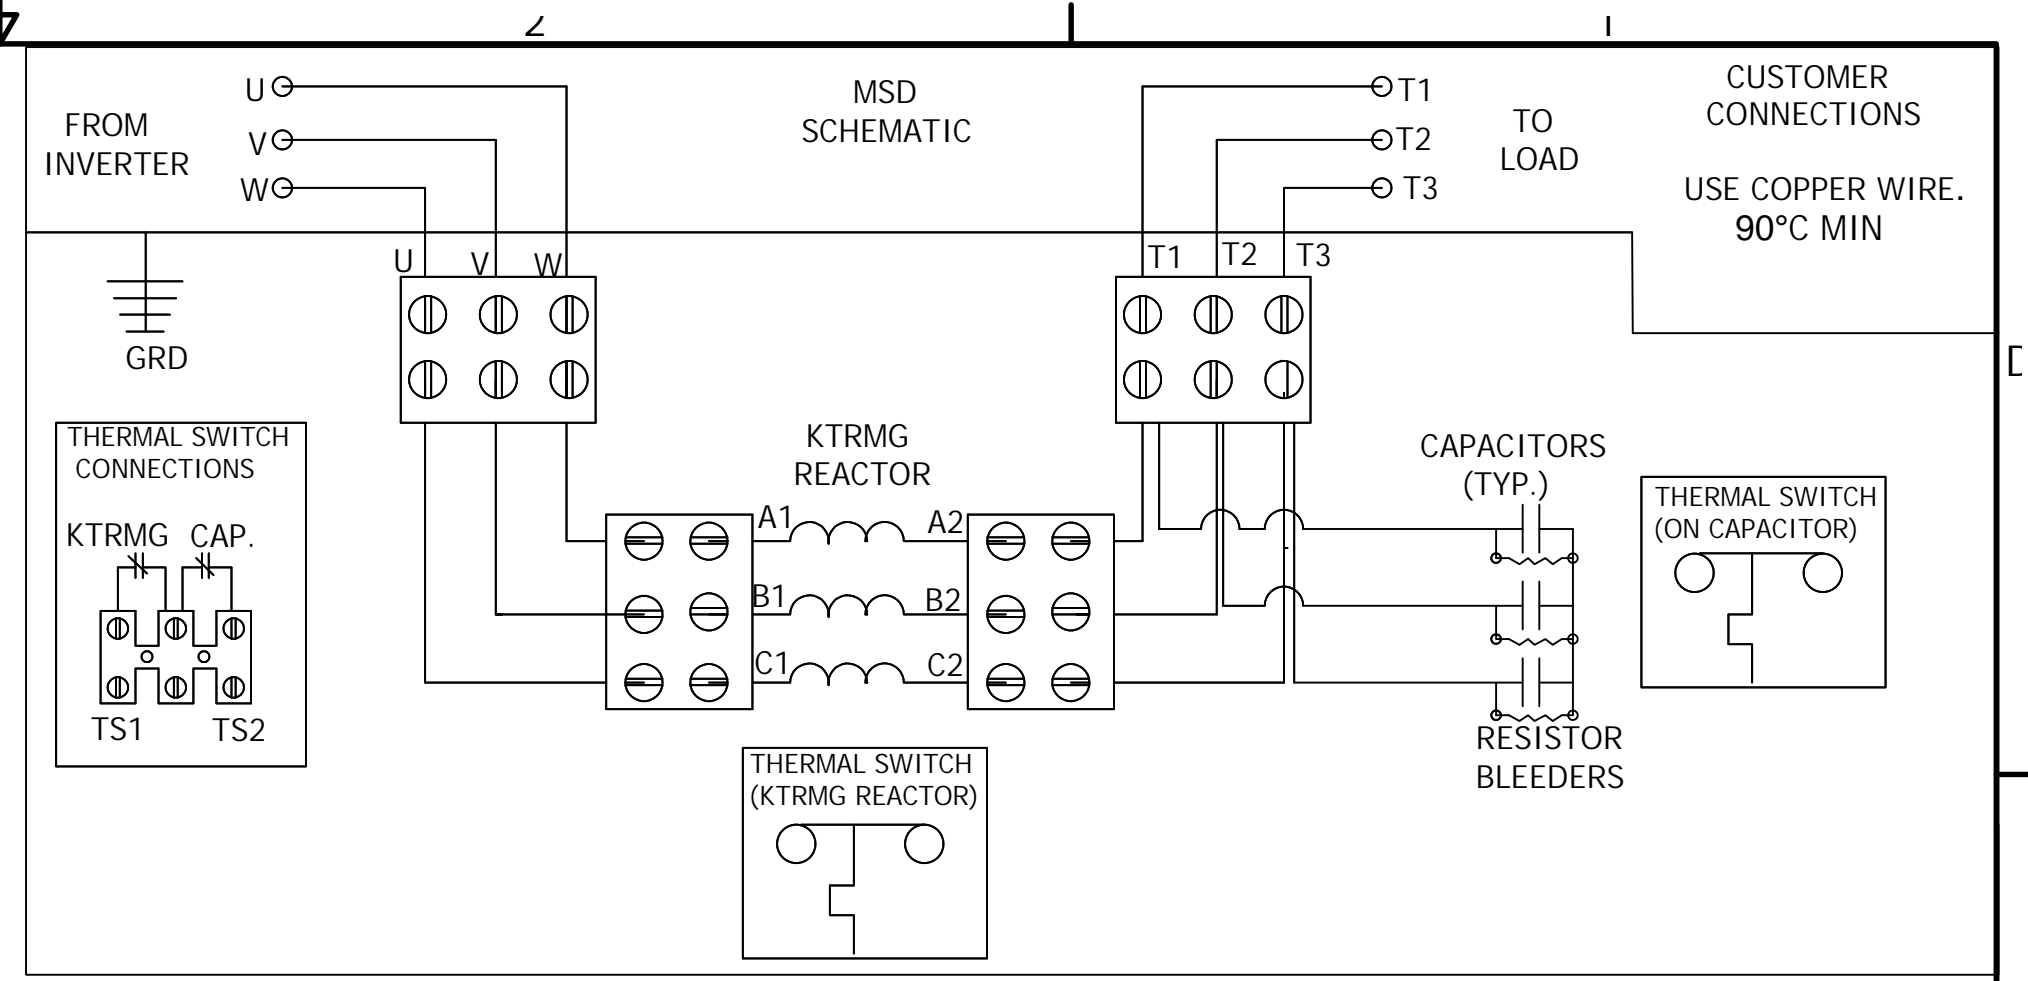 2
1
U
V
W
FROM
INVERTER
MSD
SCHEMATIC
T1
T2
T3
TO
LOAD
CUSTOMER
CONNECTIONS
USE COPPER WIRE.
90°C MIN
GRD
U V W
T1 T2 T3
THERMAL SWITCH
CONNECTIONS
KTRMG CAP.
TS1 TS2
KTRMG
REACTOR
A1 A2
B1 B2
C1 C2
CAPACITORS
(TYP.)
RESISTOR
BLEEDERS
THERMAL SWITCH
(ON CAPACITOR)
THERMAL SWITCH
(KTRMG REACTOR)